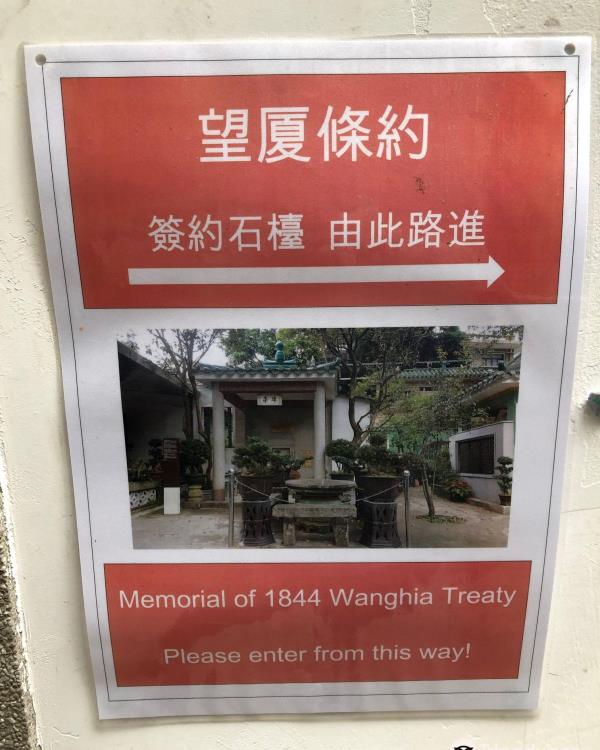 望厦條約
簽約石檯 由此路進
Memorial of 1844 Wanghia Treaty
Please enter from this way!